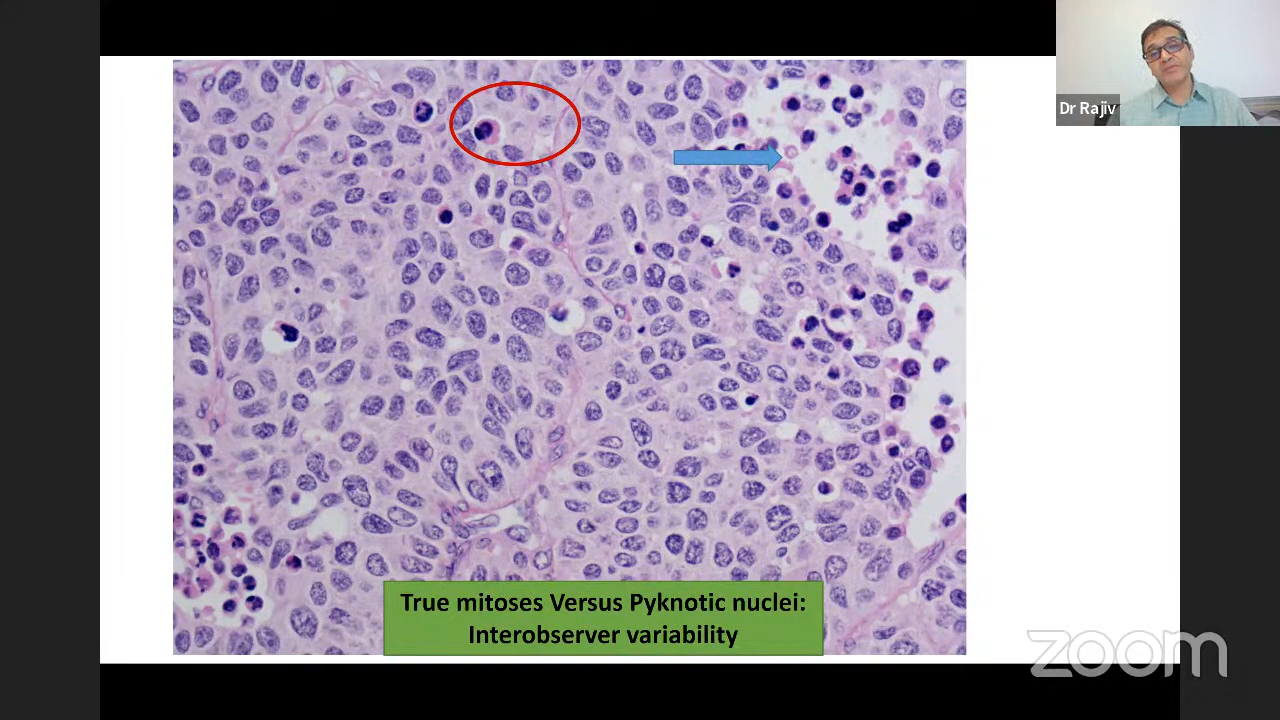 Dr Rajiv
True mitoses Versus Pyknotic nuclei:
Interobserver variability
zoom